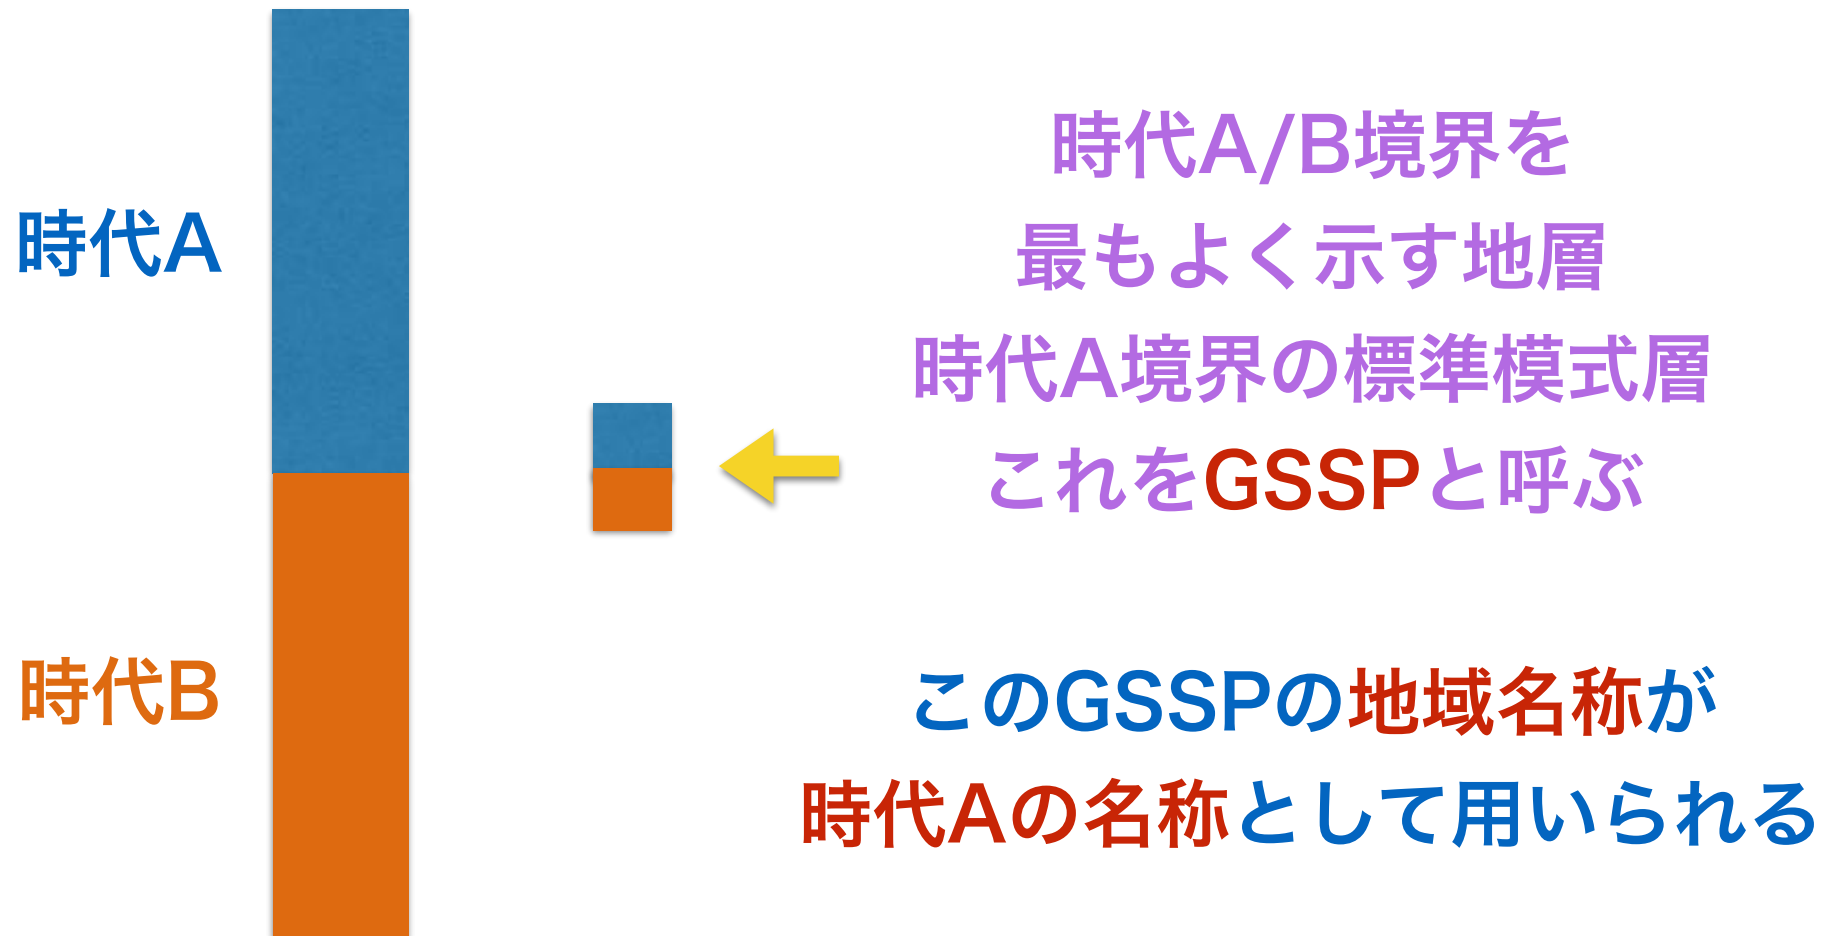 時代A
時代B
時代A/B境界を
最もよく示す地層
時代A境界の標準模式層
これをGSSPと呼ぶ
このGSSPの地域名称が
時代Aの名称として用いられる